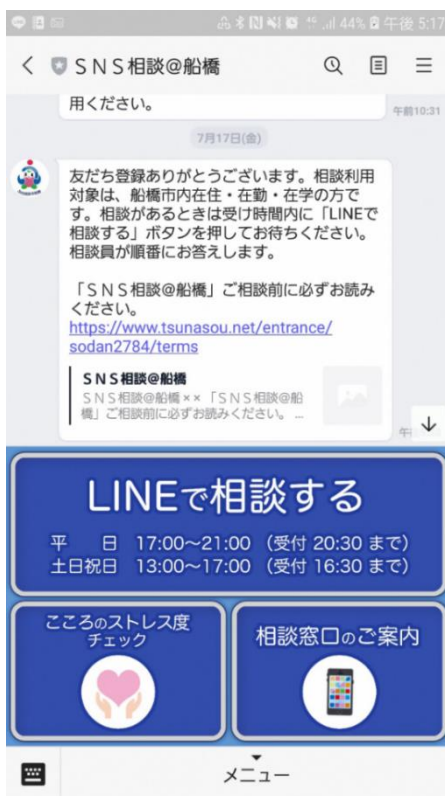 44% 午後 5:17
SNS相談@船橋
用ください。
午前10:31
7月17日(金)
友だち登録ありがとうございます。相談利用
対象は、船橋市内在住・在勤・在学の方で
す。相談があるときは受け時間内に「LINEで
相談する」ボタンを押してお待ちください。
相談員が順番にお答えします。
「SNS相談@船橋」ご相談前に必ずお読み
ください。
https://www.tsunasou.net/entrance/
sodan2784/terms
SNS相談@船橋
SNS相談@船橋 ×× 「SNS相談@船
橋」ご相談前に必ずお読みください。 ...
LINEで相談する
平 日 17:00~21:00 (受付 20:30 まで)
土日祝日 13:00~17:00 (受付 16:30 まで)
こころのストレス度
チェック
相談窓口のご案内
メニュー